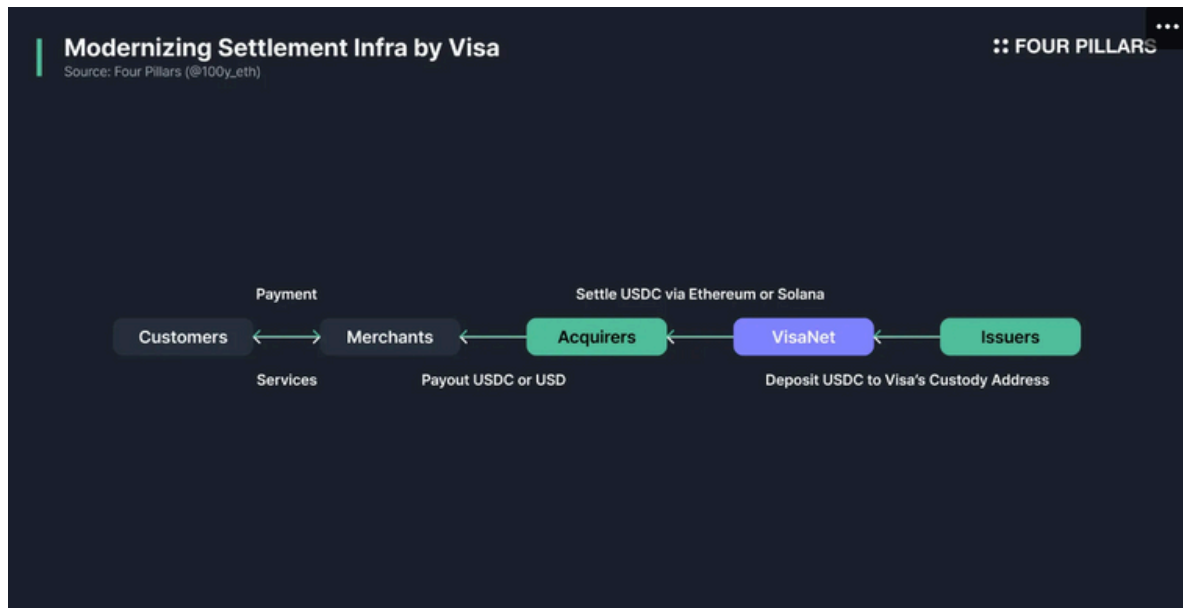 Modernizing Settlement Infra by Visa
Source: Four Pillars (@100y_eth)
FOUR PILLARS
Payment
Settle USDC via Ethereum or Solana
Customers
Merchants
Acquirers
VisaNet
Issuers
Services
Payout USDC or USD
Deposit USDC to Visa's Custody Address